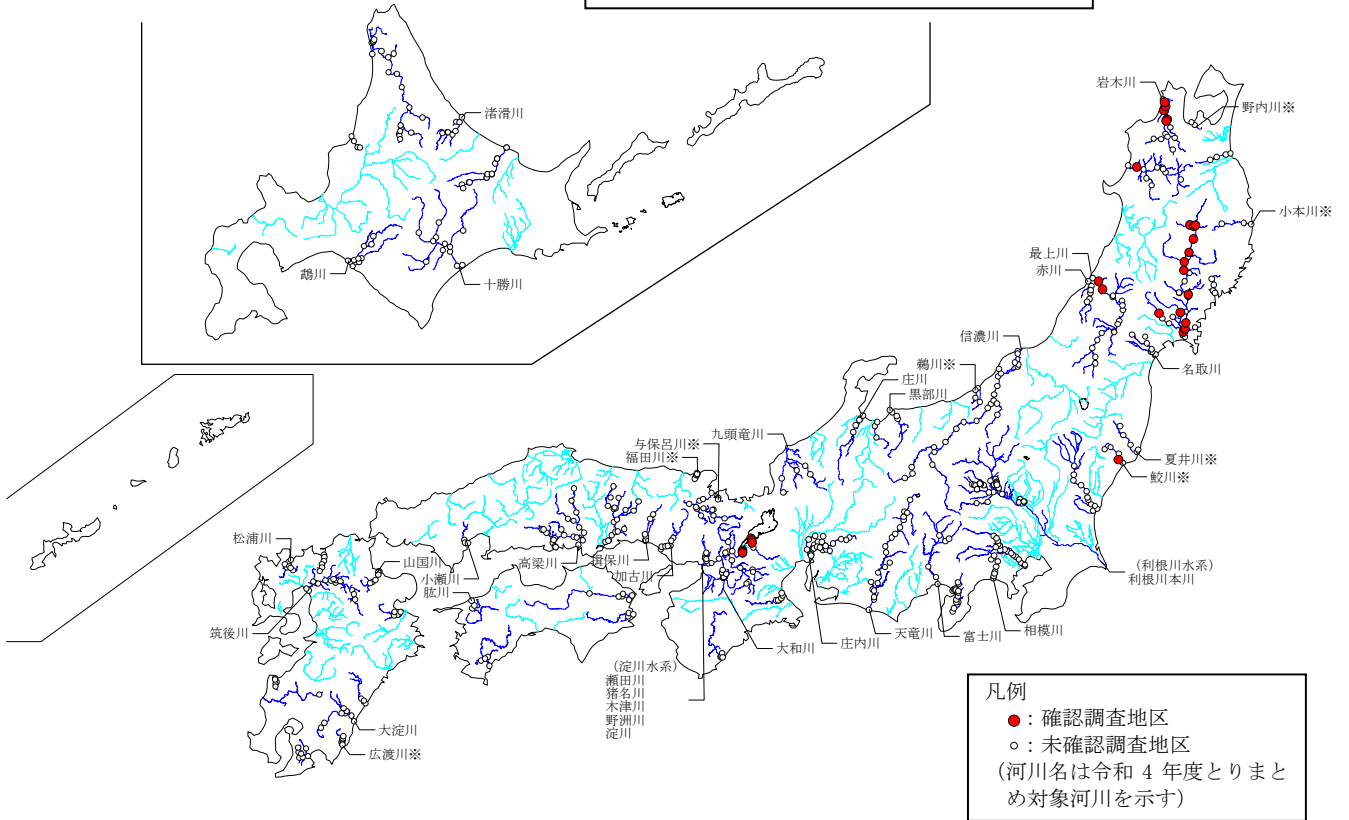 渚滑川
鵡川
十勝川
岩木川
野内川※
小本川※
最上川
赤川
名取川
信濃川
鵜川※
庄川
黒部川
九頭竜川
与保呂川※
福田川※
夏井川※
鮫川※
(利根川水系)
利根川本川
松浦川
山国川
小瀬川
肱川
高梁川
揖保川
加古川
筑後川
(淀川水系)
瀬田川
猪名川
木津川
野洲川
淀川
大和川
庄内川
天竜川
富士川
相模川
大淀川
広渡川※
凡例
:確認調査地区
:未確認調査地区
(河川名は令和 4 年度とりまと
め対象河川を示す)